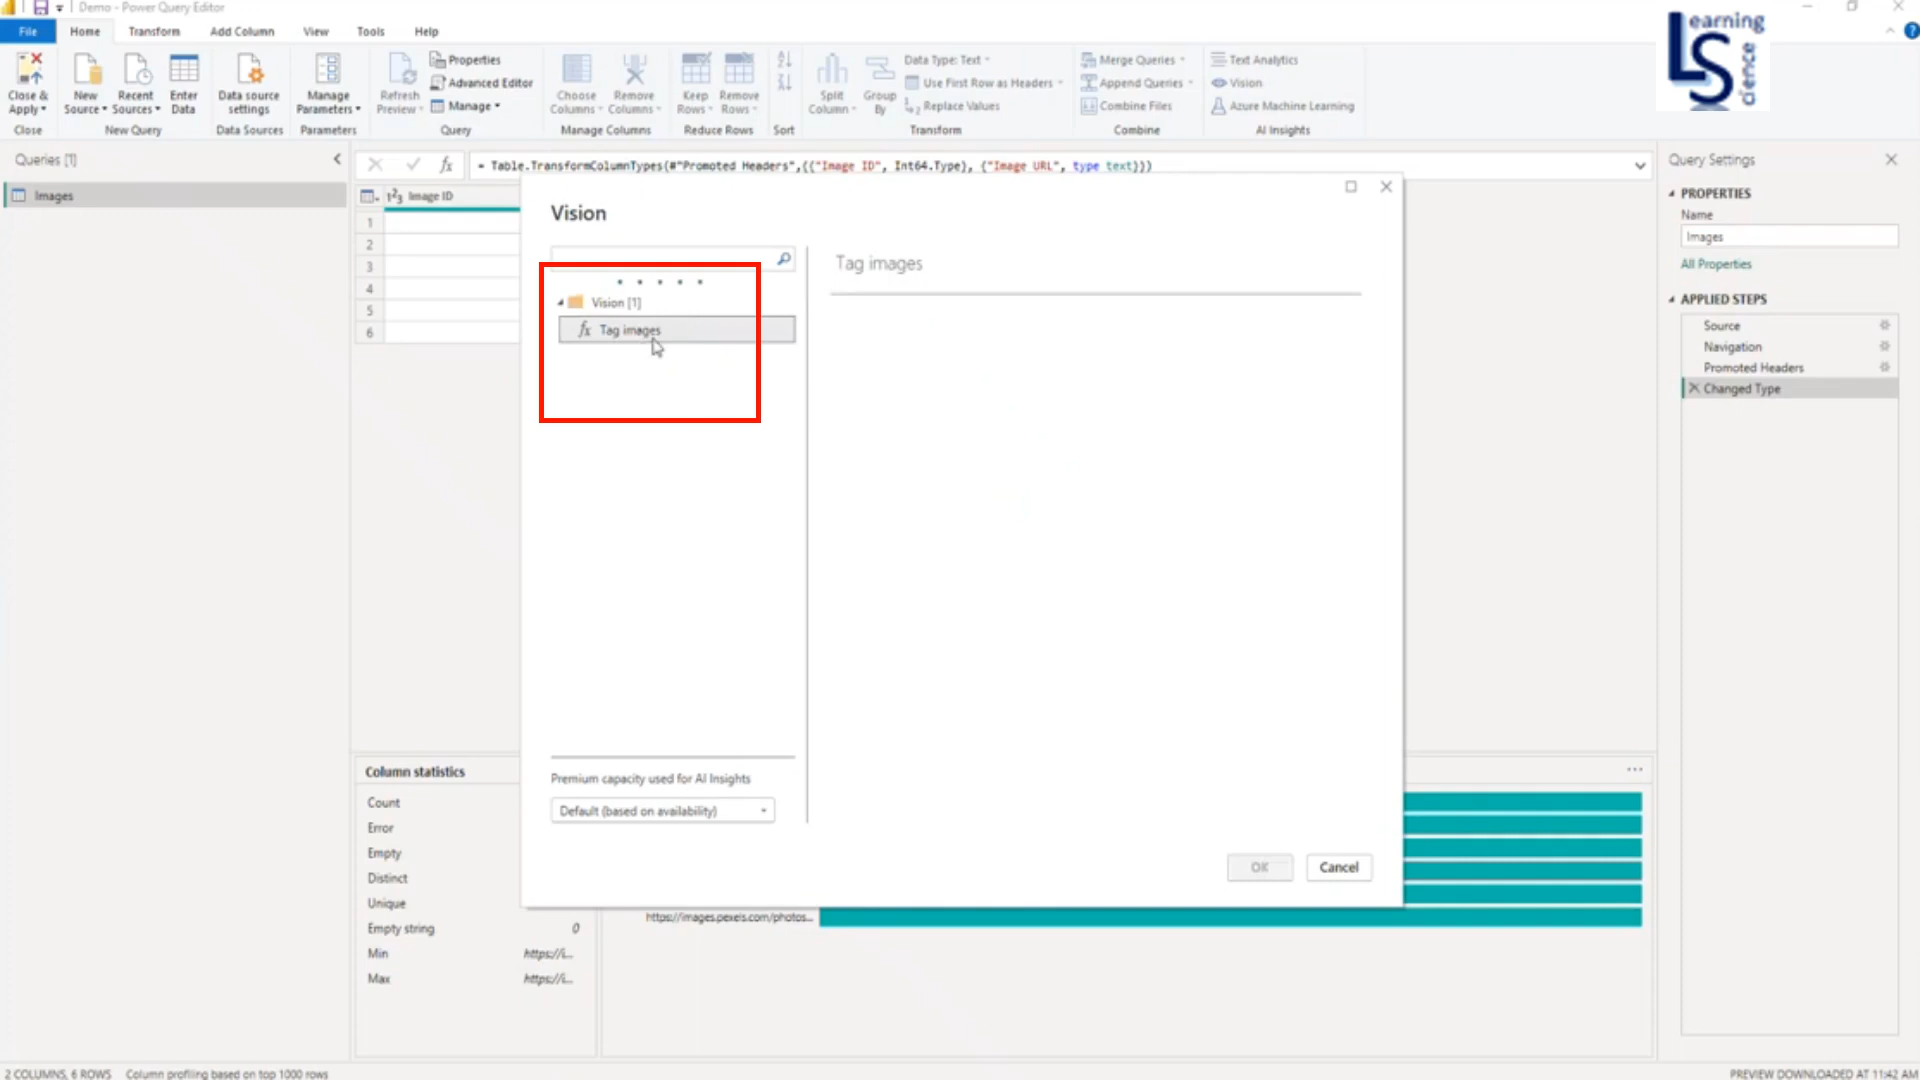 Demo - Power Query Editor
File Home Transform Add Column View Tools Help
Close & Apply
New Source
Recent Sources
Enter Data
Data source settings
Manage Parameters
Refresh Preview
Properties
Advanced Editor
Manage
Choose Columns
Remove Columns
Keep Rows
Remove Rows
Split Column
Group By
Data Type: Text
Use First Row as Headers
Replace Values
Merge Queries
Append Queries
Combine Files
Text Analytics
Vision
Azure Machine Learning
Close New Query Data Sources Parameters Query Manage Columns Reduce Rows Sort Transform Combine AI Insights
Learning
Science
Queries [1]
Images
fx = Table.TransformColumnTypes(#"Promoted Headers",{{"Image ID", Int64.Type}, {"Image URL", type text}})
1²3 Image ID
1
2
3
4
5
6
Vision
Vision [1]
fx Tag images
Tag images
Premium capacity used for AI Insights
Default (based on availability)
OK Cancel
Column statistics
Count
Error
Empty
Distinct
Unique
Empty string 0
Min https://i...
Max https://i...
https://images.pexels.com/photos...
Query Settings
PROPERTIES
Name
Images
All Properties
APPLIED STEPS
Source
Navigation
Promoted Headers
Changed Type
2 COLUMNS, 6 ROWS Column profiling based on top 1000 rows
PREVIEW DOWNLOADED AT 11:42 AM